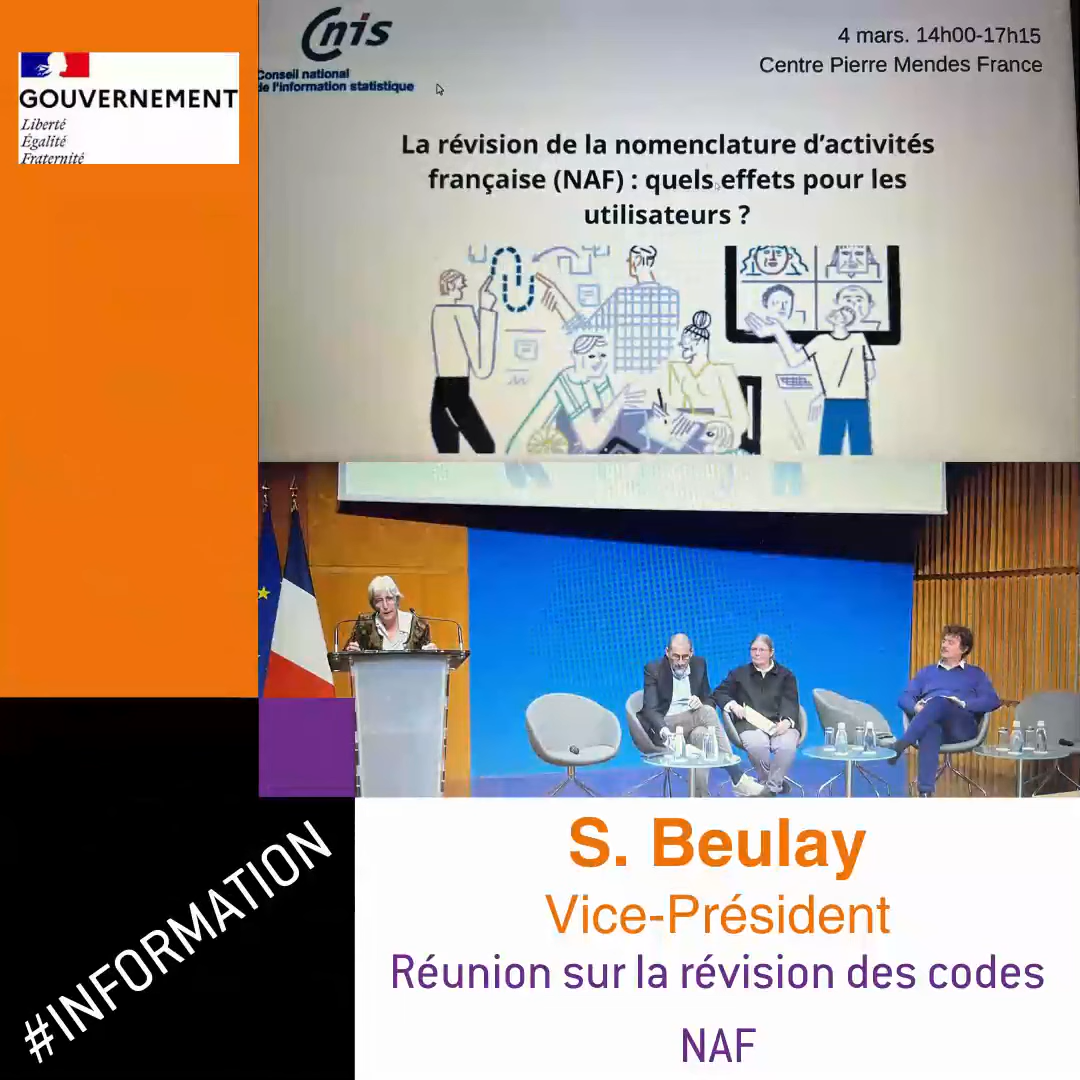 GOUVERNEMENT
Liberté
Égalité
Fraternité
Cnis
Conseil national
de l'information statistique
4 mars. 14h00-17h15
Centre Pierre Mendes France
La révision de la nomenclature d'activités
française (NAF) : quels effets pour les
utilisateurs ?
#INFORMATION
S. Beulay
Vice-Président
Réunion sur la révision des codes
NAF